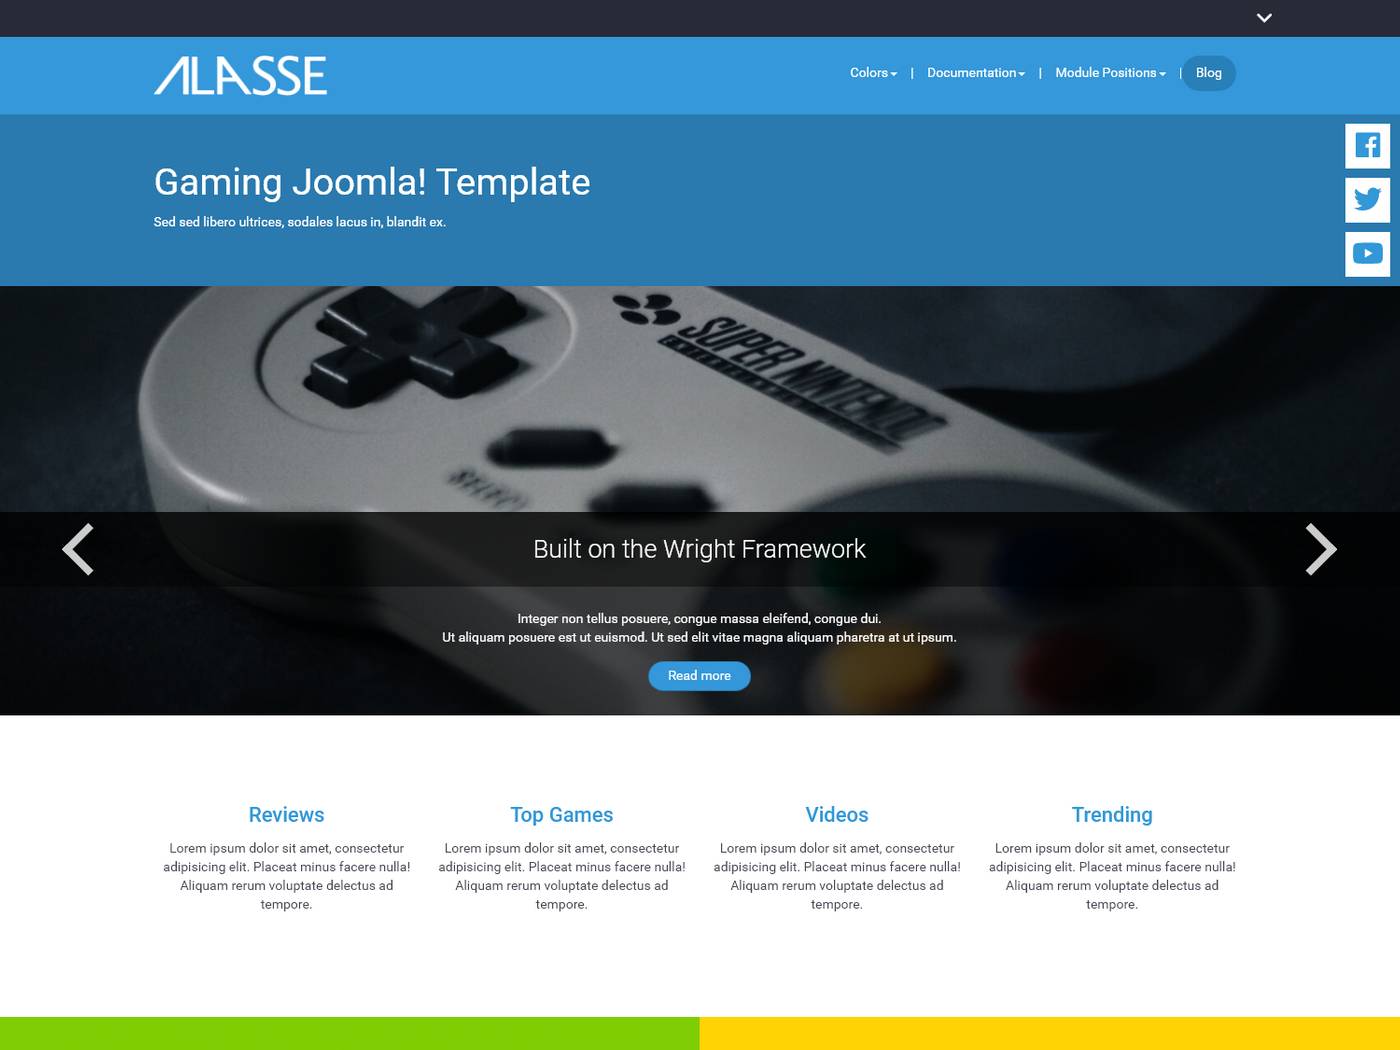 ALASSE
Colors | Documentation | Module Positions | Blog
Gaming Joomla! Template
Sed sed libero ultrices, sodales lacus in, blandit ex.
SUPER NINTENDO
SELECT
Built on the Wright Framework
Integer non tellus posuere, congue massa eleifend, congue dui.
Ut aliquam posuere est ut euismod. Ut sed elit vitae magna aliquam pharetra at ut ipsum.
Read more
Reviews
Lorem ipsum dolor sit amet, consectetur
adipisicing elit. Placeat minus facere nulla!
Aliquam rerum voluptate delectus ad
tempore.
Top Games
Lorem ipsum dolor sit amet, consectetur
adipisicing elit. Placeat minus facere nulla!
Aliquam rerum voluptate delectus ad
tempore.
Videos
Lorem ipsum dolor sit amet, consectetur
adipisicing elit. Placeat minus facere nulla!
Aliquam rerum voluptate delectus ad
tempore.
Trending
Lorem ipsum dolor sit amet, consectetur
adipisicing elit. Placeat minus facere nulla!
Aliquam rerum voluptate delectus ad
tempore.